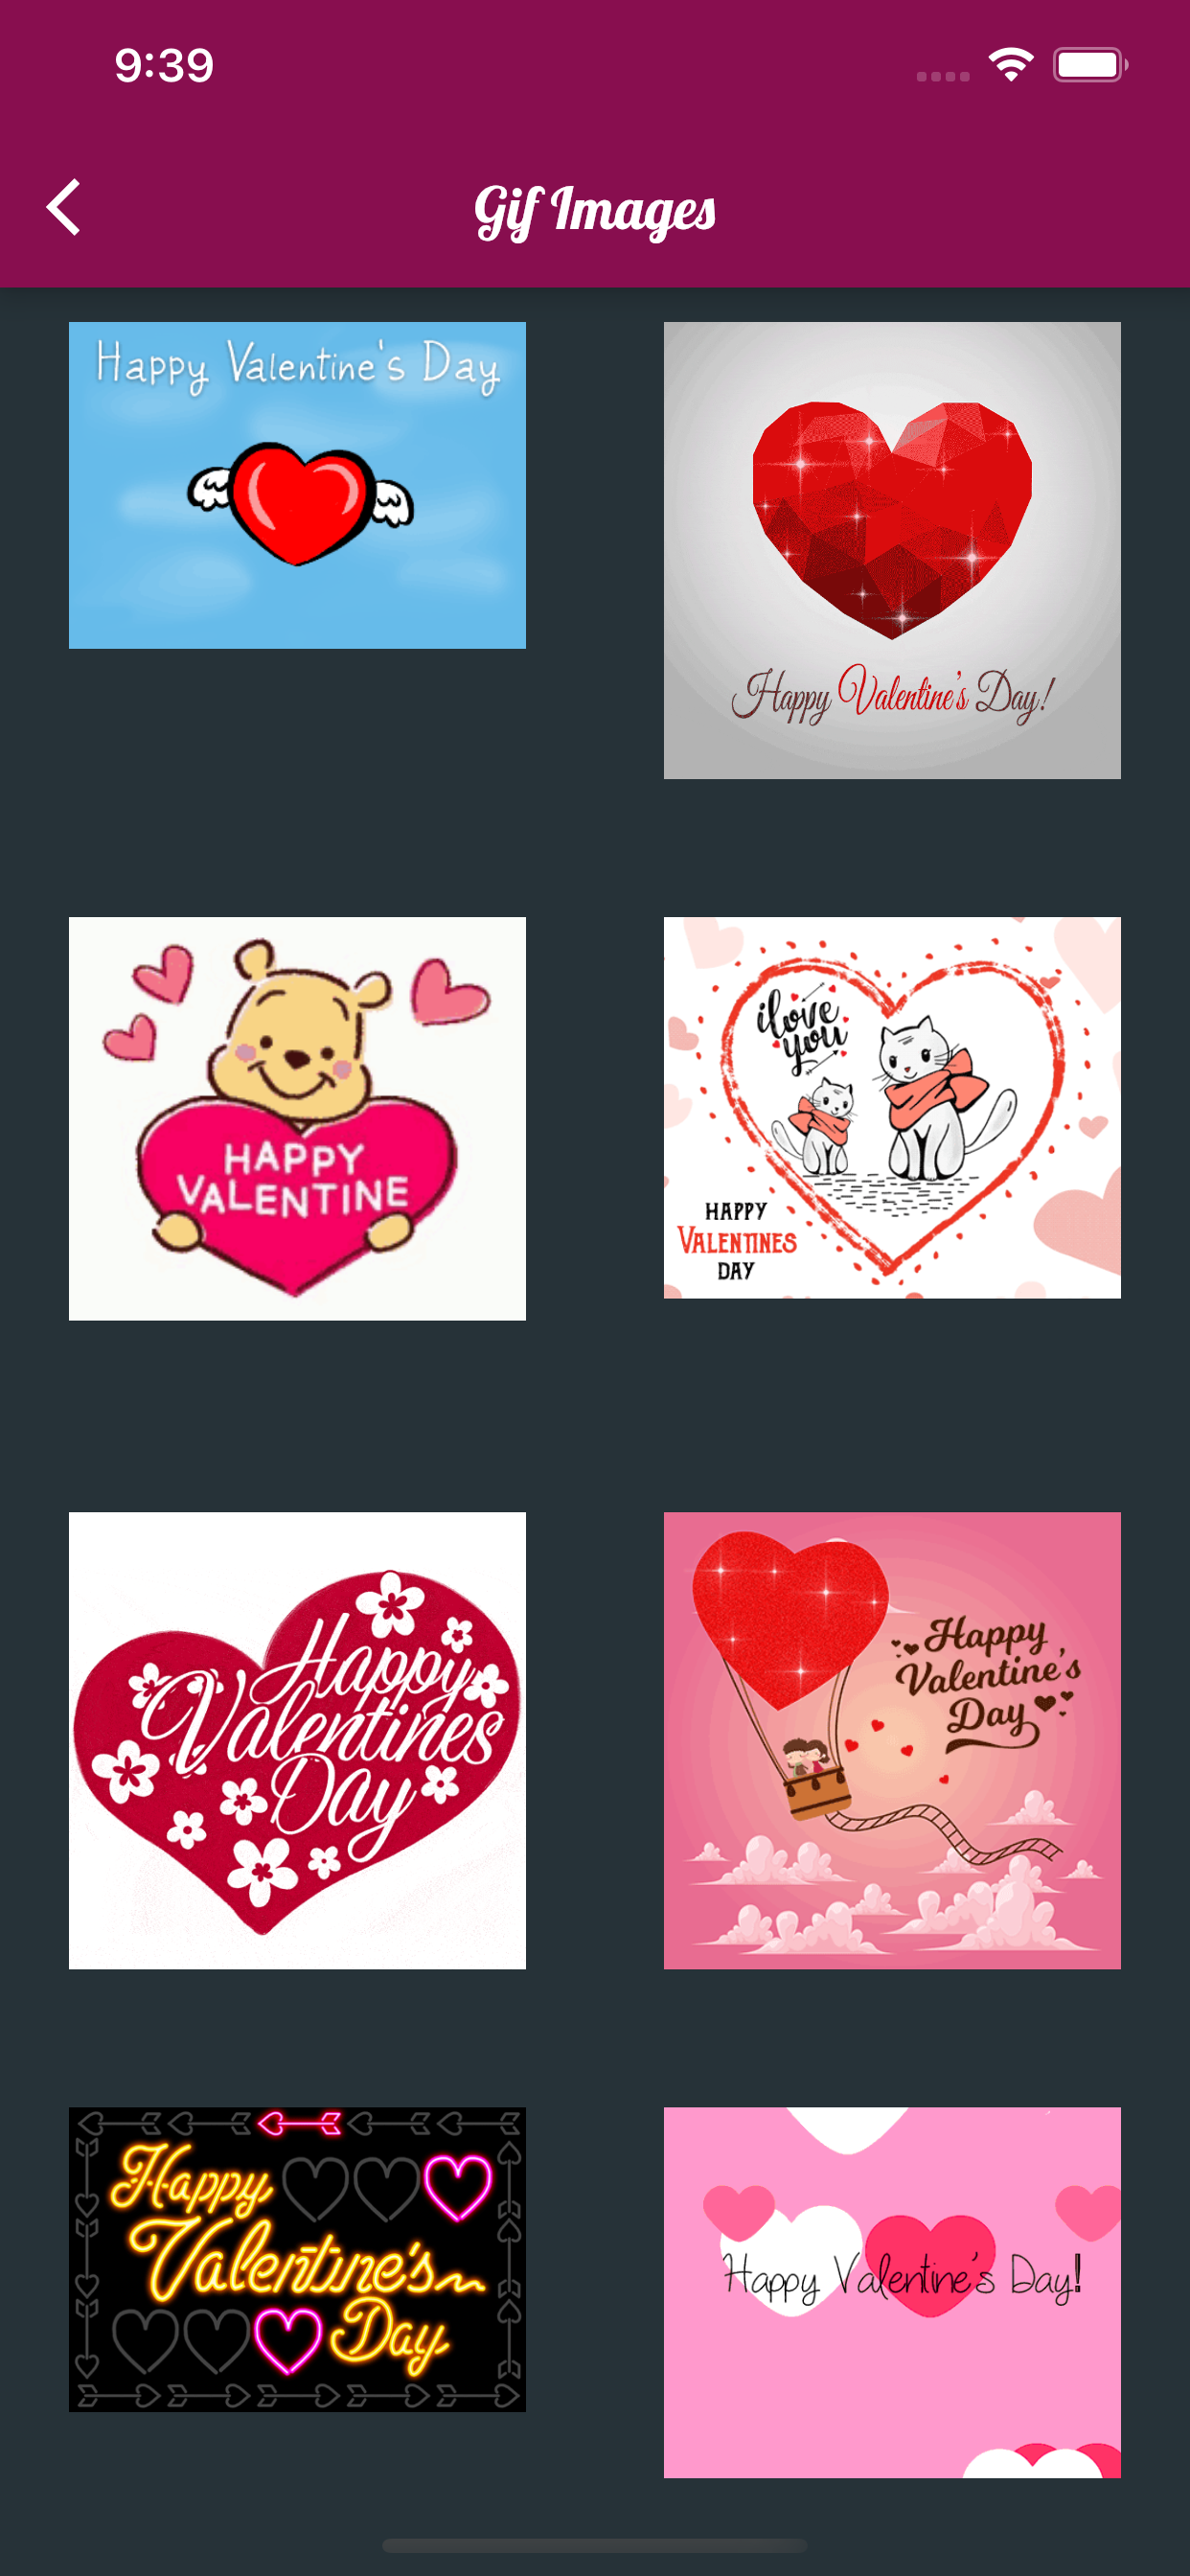 9:39
Gif Images
Happy Valentine's Day
Happy Valentine's Day!
HAPPY
VALENTINE
i love
you
HAPPY
VALENTINES
DAY
Happy
Valentines
Day
Happy
Valentine's
Day
Happy
Valentine's
Day
Happy Valentine's Day!